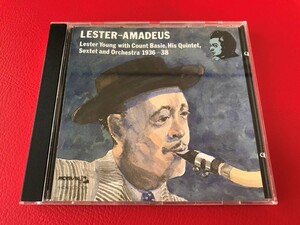 LESTER-AMADEUS
Lester Young with Count Basie, His Quintet,
Sextet and Orchestra 1936-38